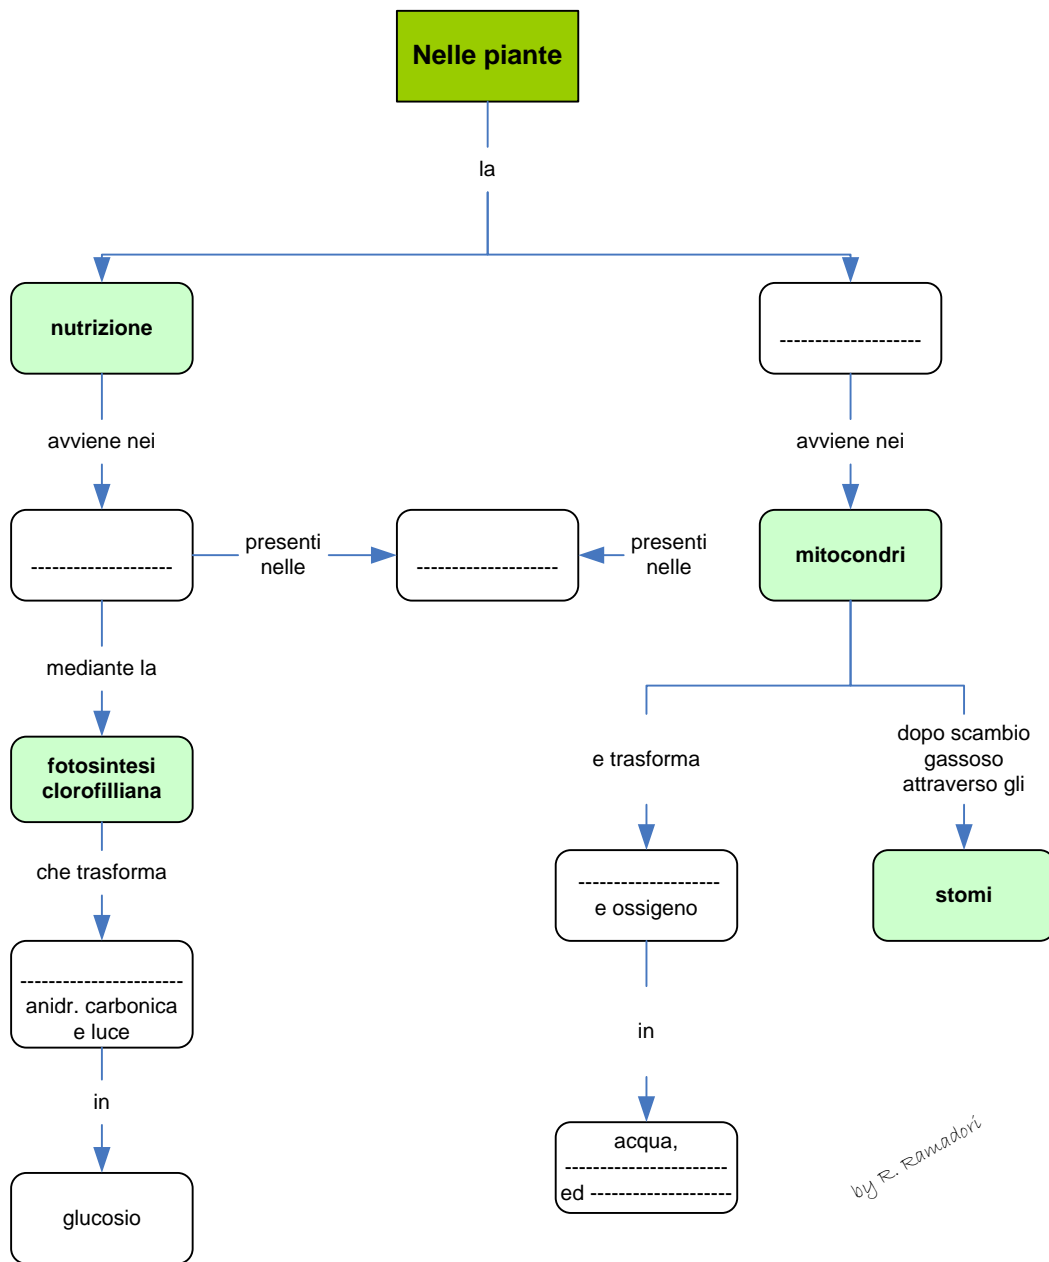 Nelle piante
la
nutrizione
--------------------
avviene nei
avviene nei
--------------------
presenti
nelle
--------------------
presenti
nelle
mitocondri
mediante la
fotosintesi
clorofilliana
e trasforma
dopo scambio
gassoso
attraverso gli
che trasforma
--------------------
e ossigeno
stomi
-----------------------
anidr. carbonica
e luce
in
in
acqua,
-----------------------
ed --------------------
glucosio
by R. Ramadori